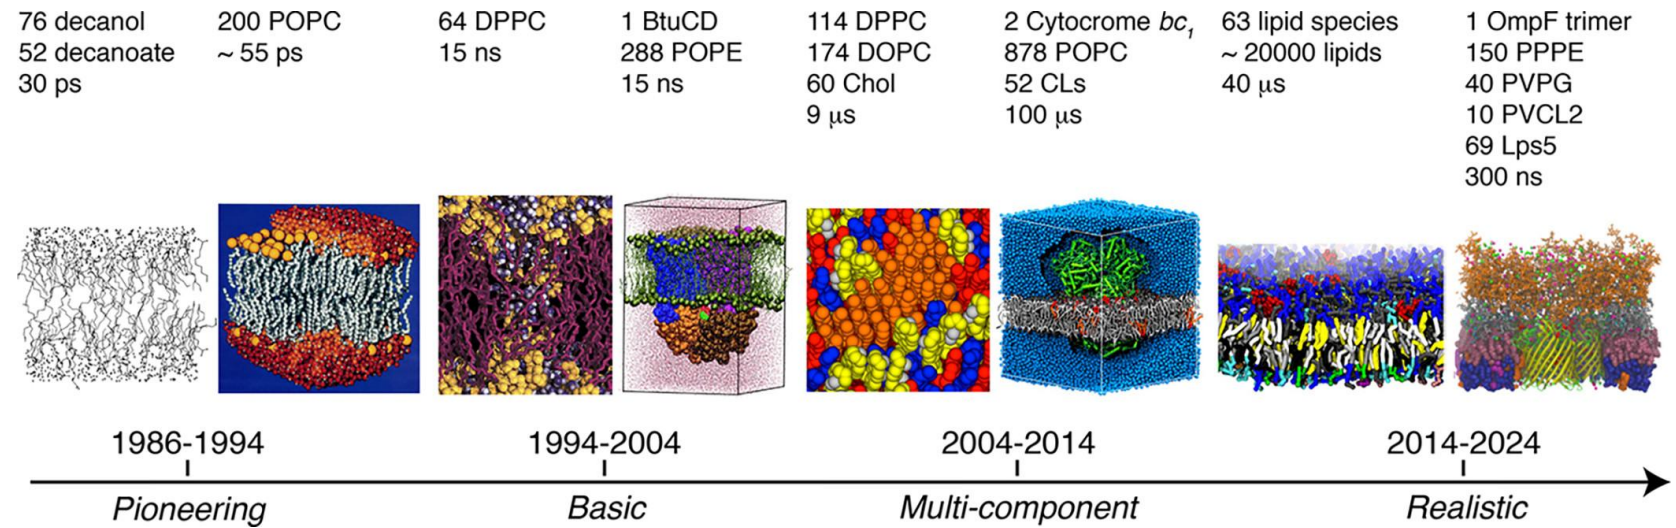 76 decanol
52 decanoate
30 ps
200 POPC
~ 55 ps
64 DPPC
15 ns
1 BtuCD
288 POPE
15 ns
114 DPPC
174 DOPC
60 Chol
9 μs
2 Cytocrome bc1
878 POPC
52 CLs
100 μs
63 lipid species
~ 20000 lipids
40 μs
1 OmpF trimer
150 PPPE
40 PVPG
10 PVCL2
69 Lps5
300 ns
1986-1994
1994-2004
2004-2014
2014-2024
Pioneering
Basic
Multi-component
Realistic